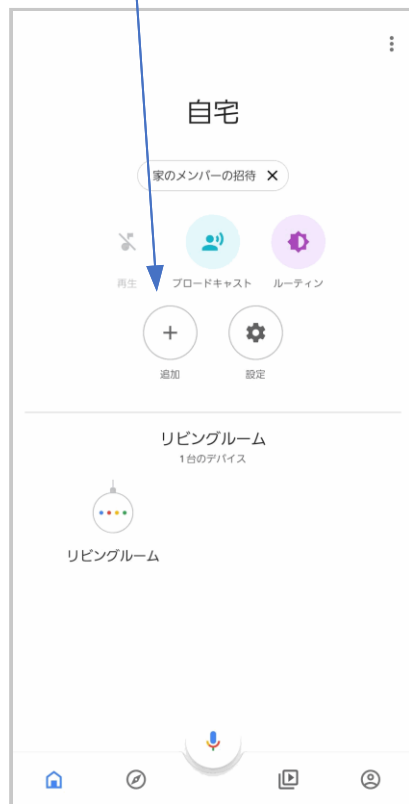 自宅
家のメンバーの招待
再生
ブロードキャスト
ルーティン
追加
設定
リビングルーム
1台のデバイス
リビングルーム